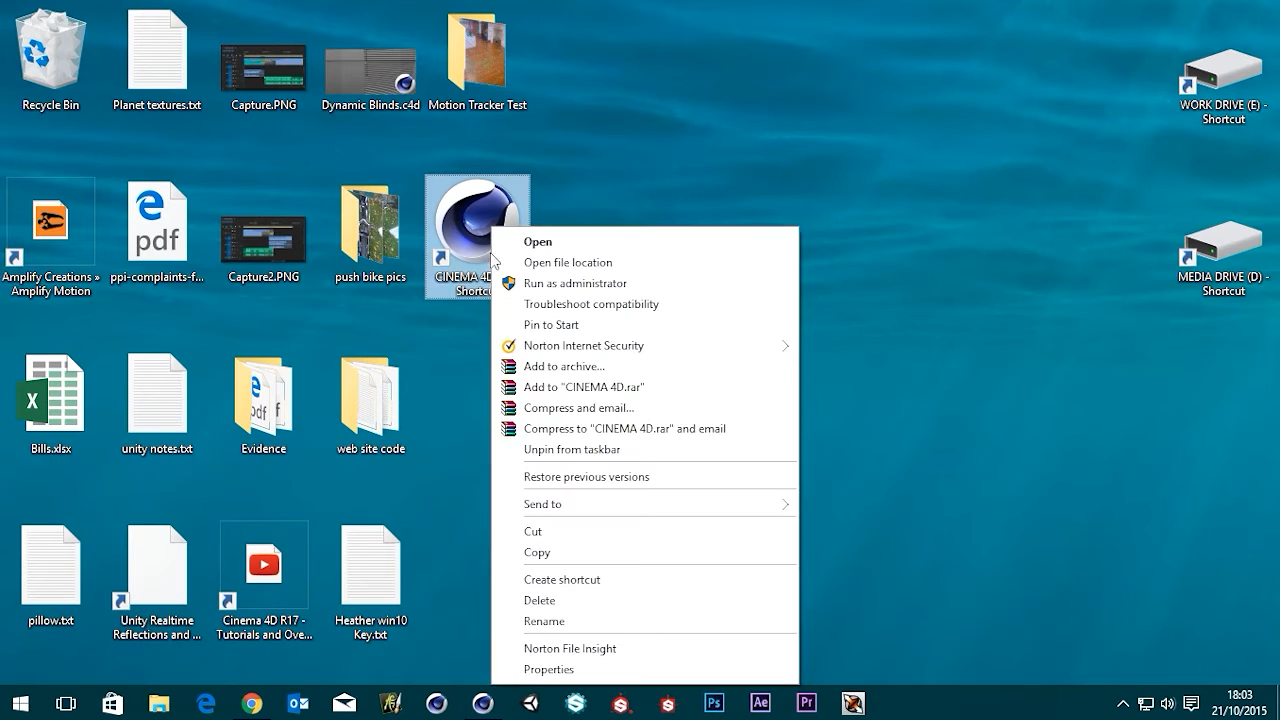 Recycle Bin
Planet textures.txt
Capture.PNG
Dynamic Blinds.c4d
Motion Tracker Test
WORK DRIVE (E) -
Shortcut
Amplify Creations »
Amplify Motion
pdf
ppi-complaints-f...
Capture2.PNG
push bike pics
CINEMA 4D
MEDIA DRIVE (D) -
Shortcut
X
Bills.xlsx
unity notes.txt
pdf
Evidence
web site code
pillow.txt
Unity Realtime
Reflections and ...
Cinema 4D R17 -
Tutorials and Ove...
Heather win10
Key.txt
Open
Open file location
Run as administrator
Troubleshoot compatibility
Pin to Start
Norton Internet Security
Add to archive...
Add to "CINEMA 4D.rar"
Compress and email...
Compress to "CINEMA 4D.rar" and email
Unpin from taskbar
Restore previous versions
Send to
Cut
Copy
Create shortcut
Delete
Rename
Norton File Insight
Properties
Ps
Ae
Pr
18:03
21/10/2015